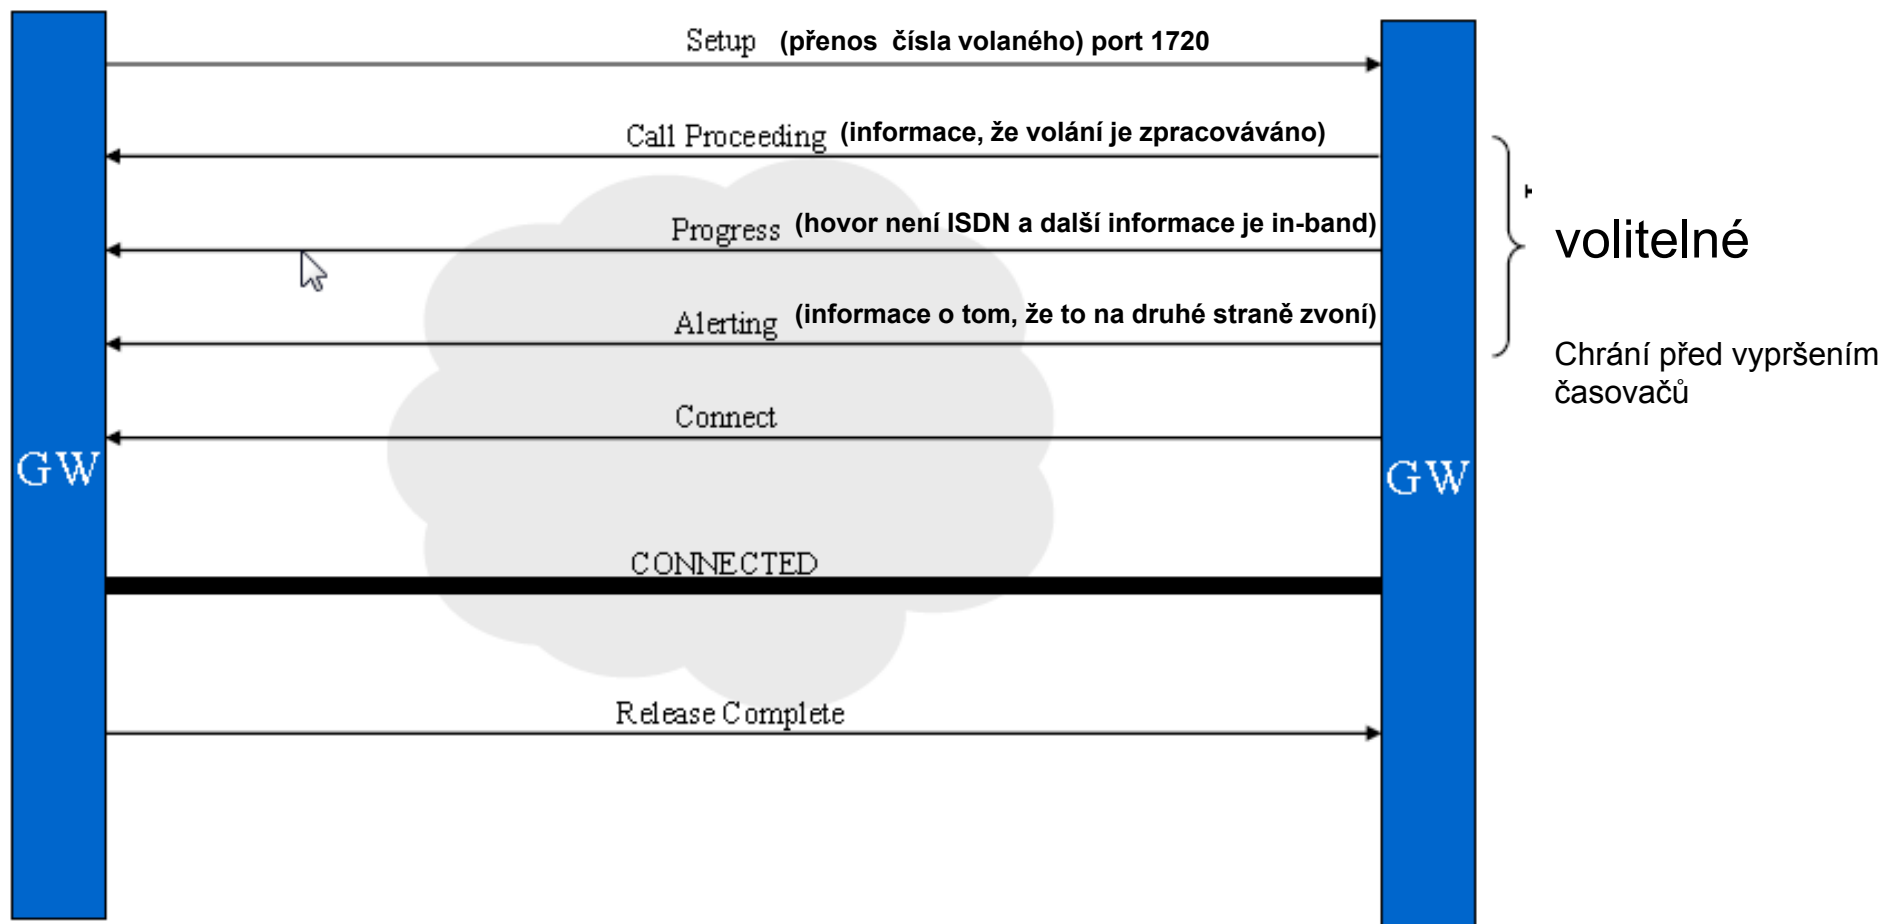 Setup (přenos čísla volaného) port 1720
Call Proceeding (informace, že volání je zpracováváno)
Progress (hovor není ISDN a další informace je in-band)
volitelné
Alerting (informace o tom, že to na druhé straně zvoní)
Chrání před vypršením
časovačů
Connect
GW
GW
CONNECTED
Release Complete